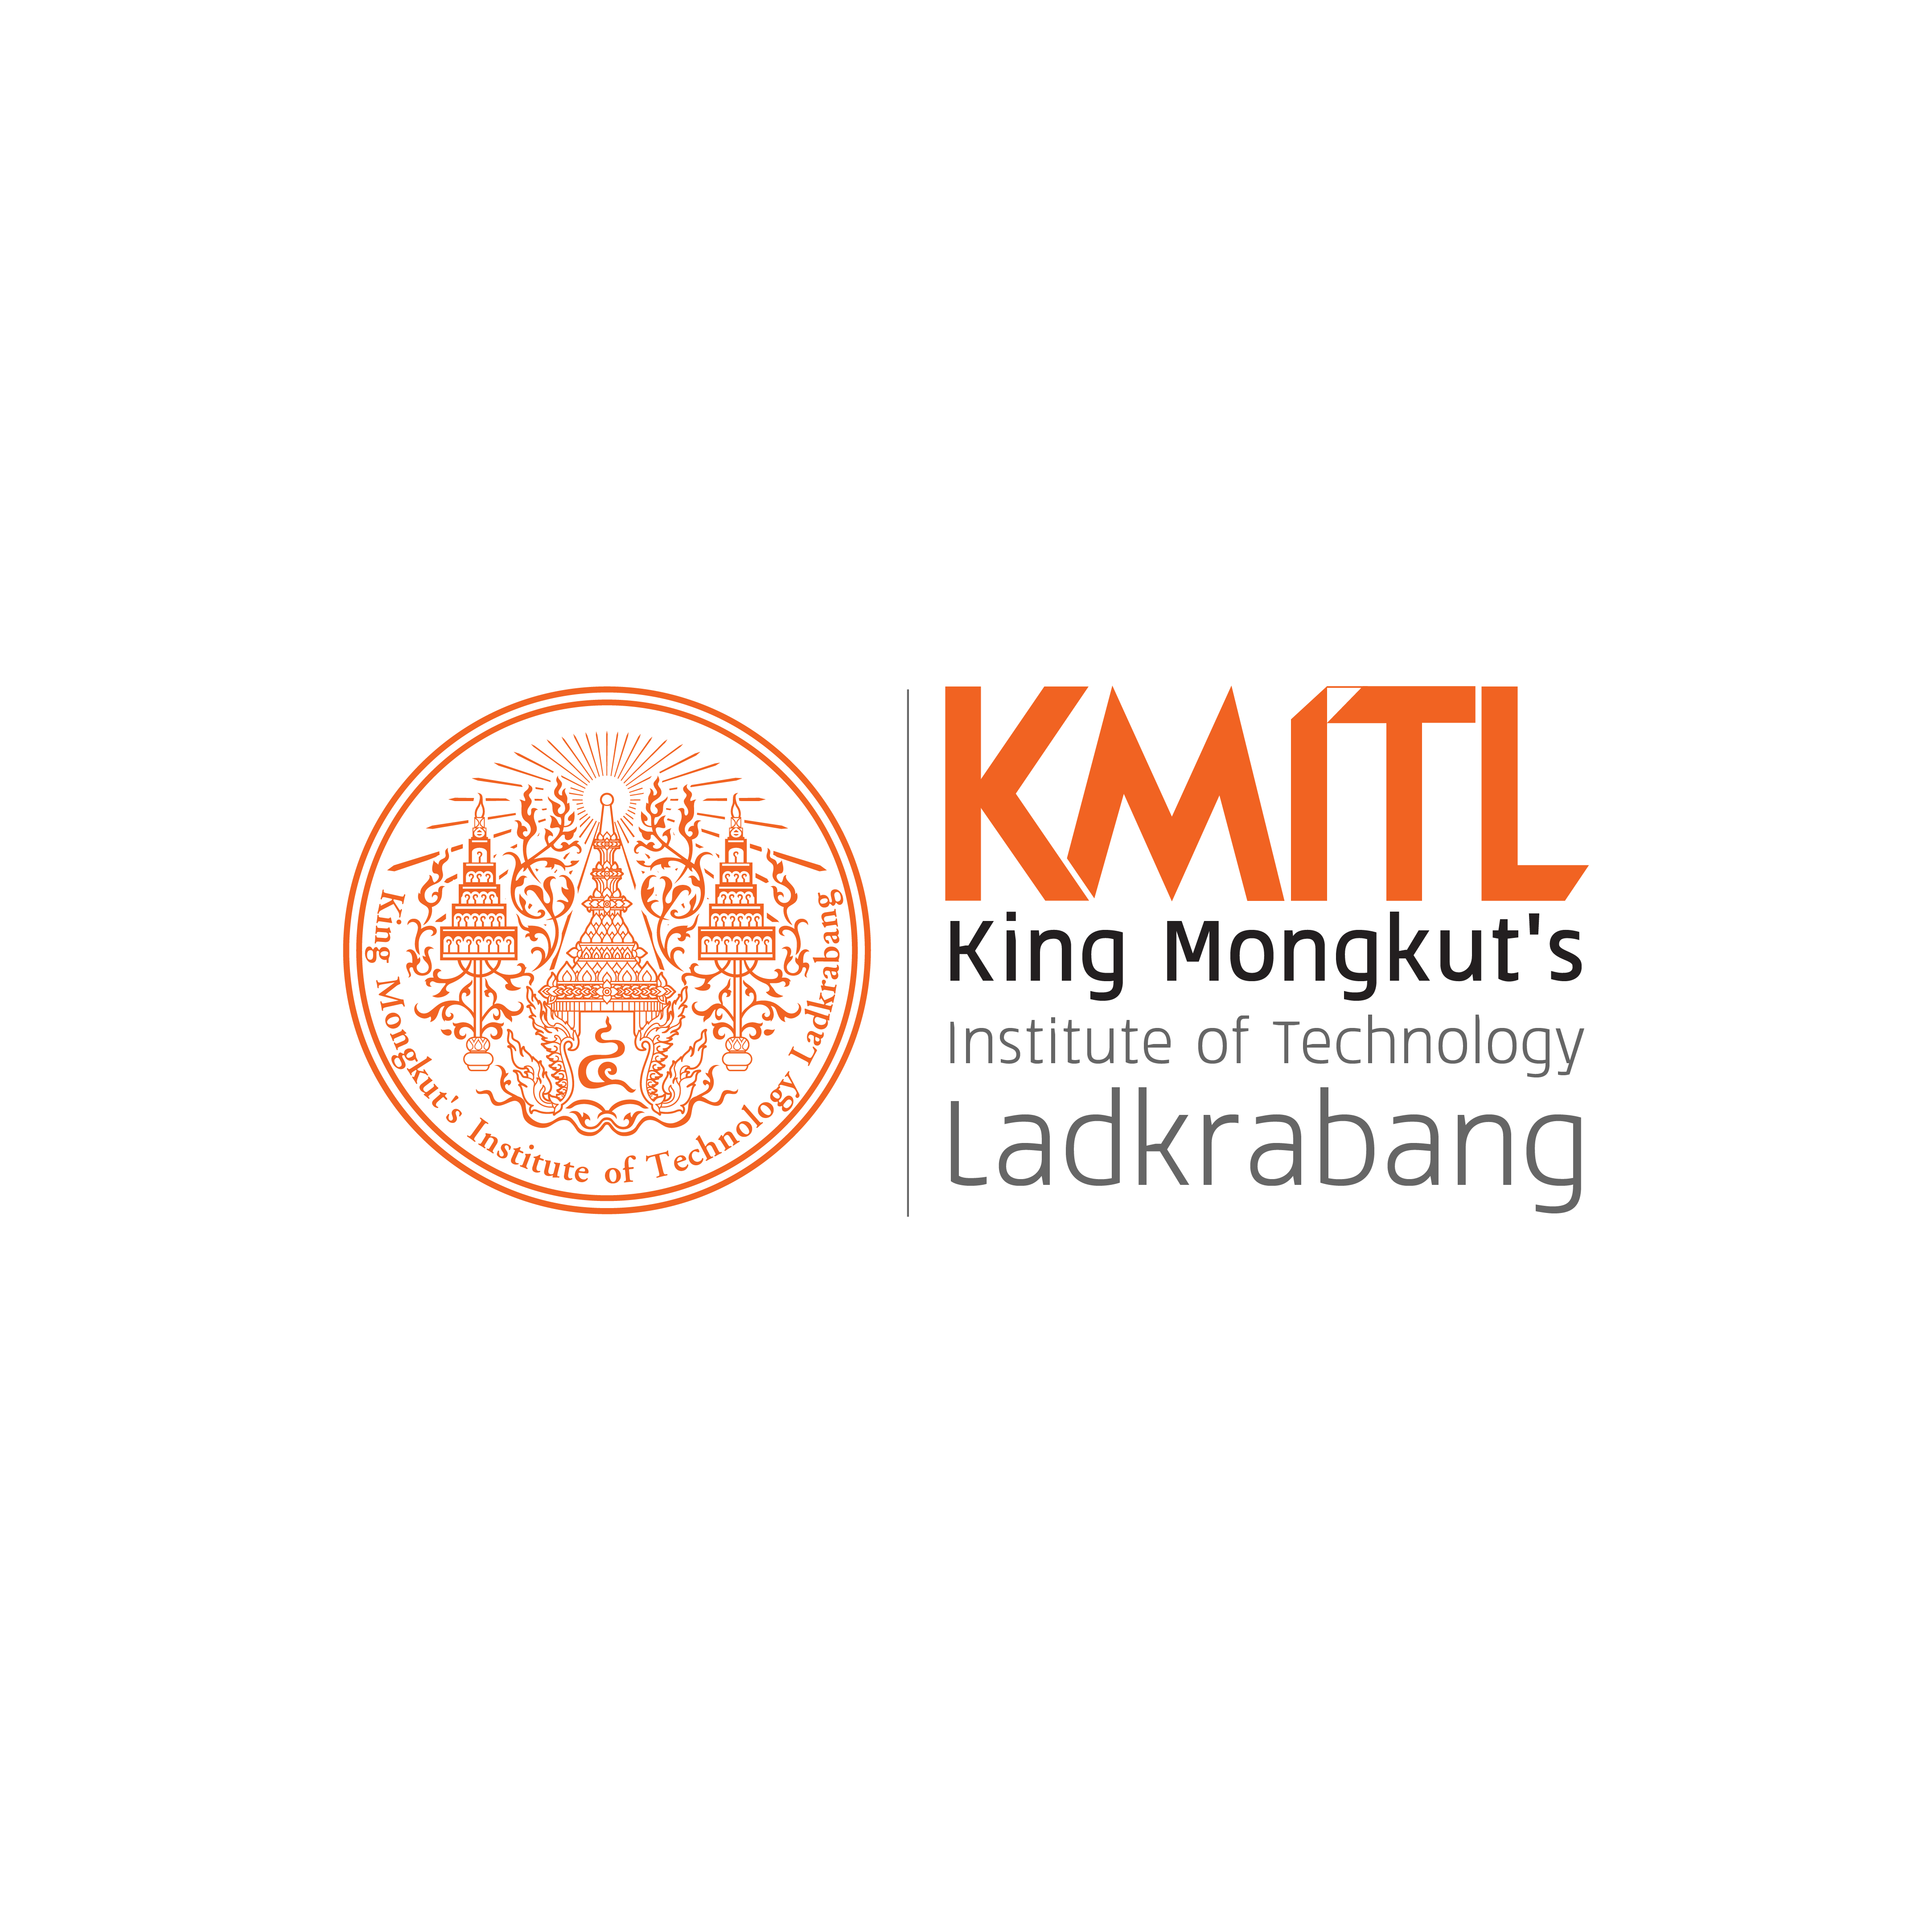 King Mongkut's Institute of Technology Ladkrabang
KMITL
King Mongkut's
Institute of Technology
Ladkrabang